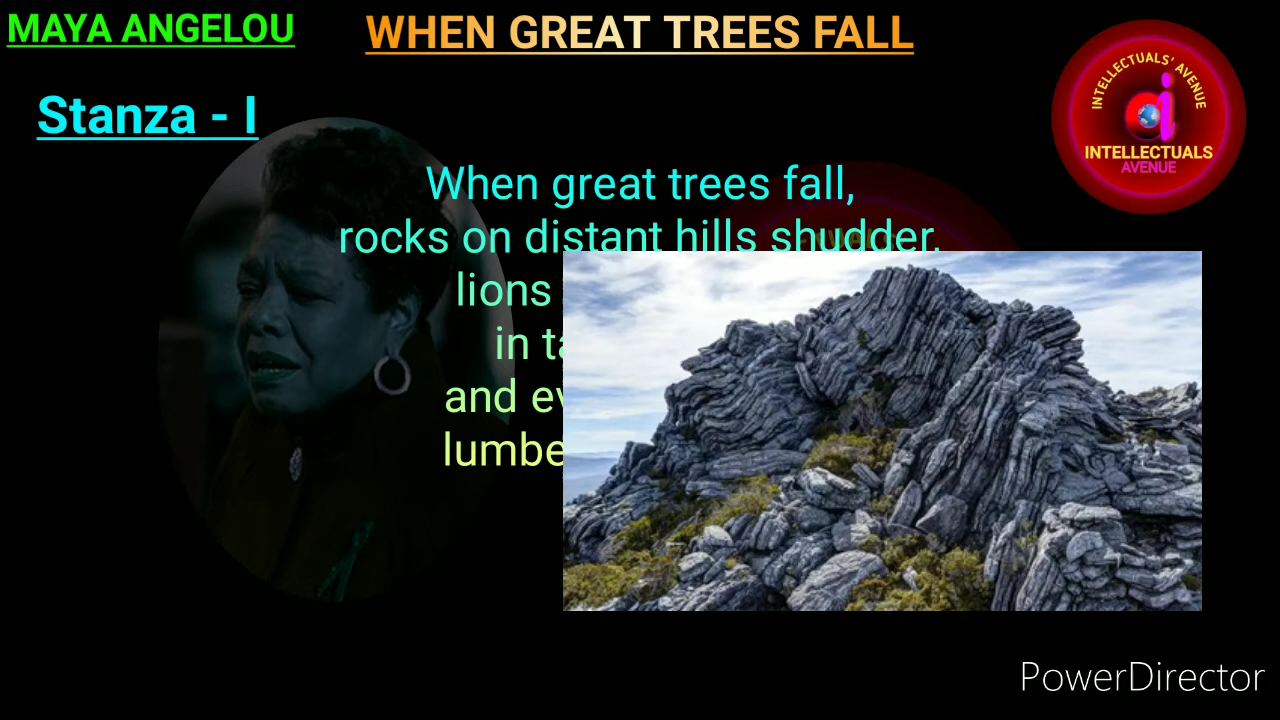 MAYA ANGELOU
WHEN GREAT TREES FALL
INTELLECTUALS' AVENUE
INTELLECTUALS
AVENUE
Stanza - I
When great trees fall,
rocks on distant hills shudder,
lions
in
and
PowerDirector